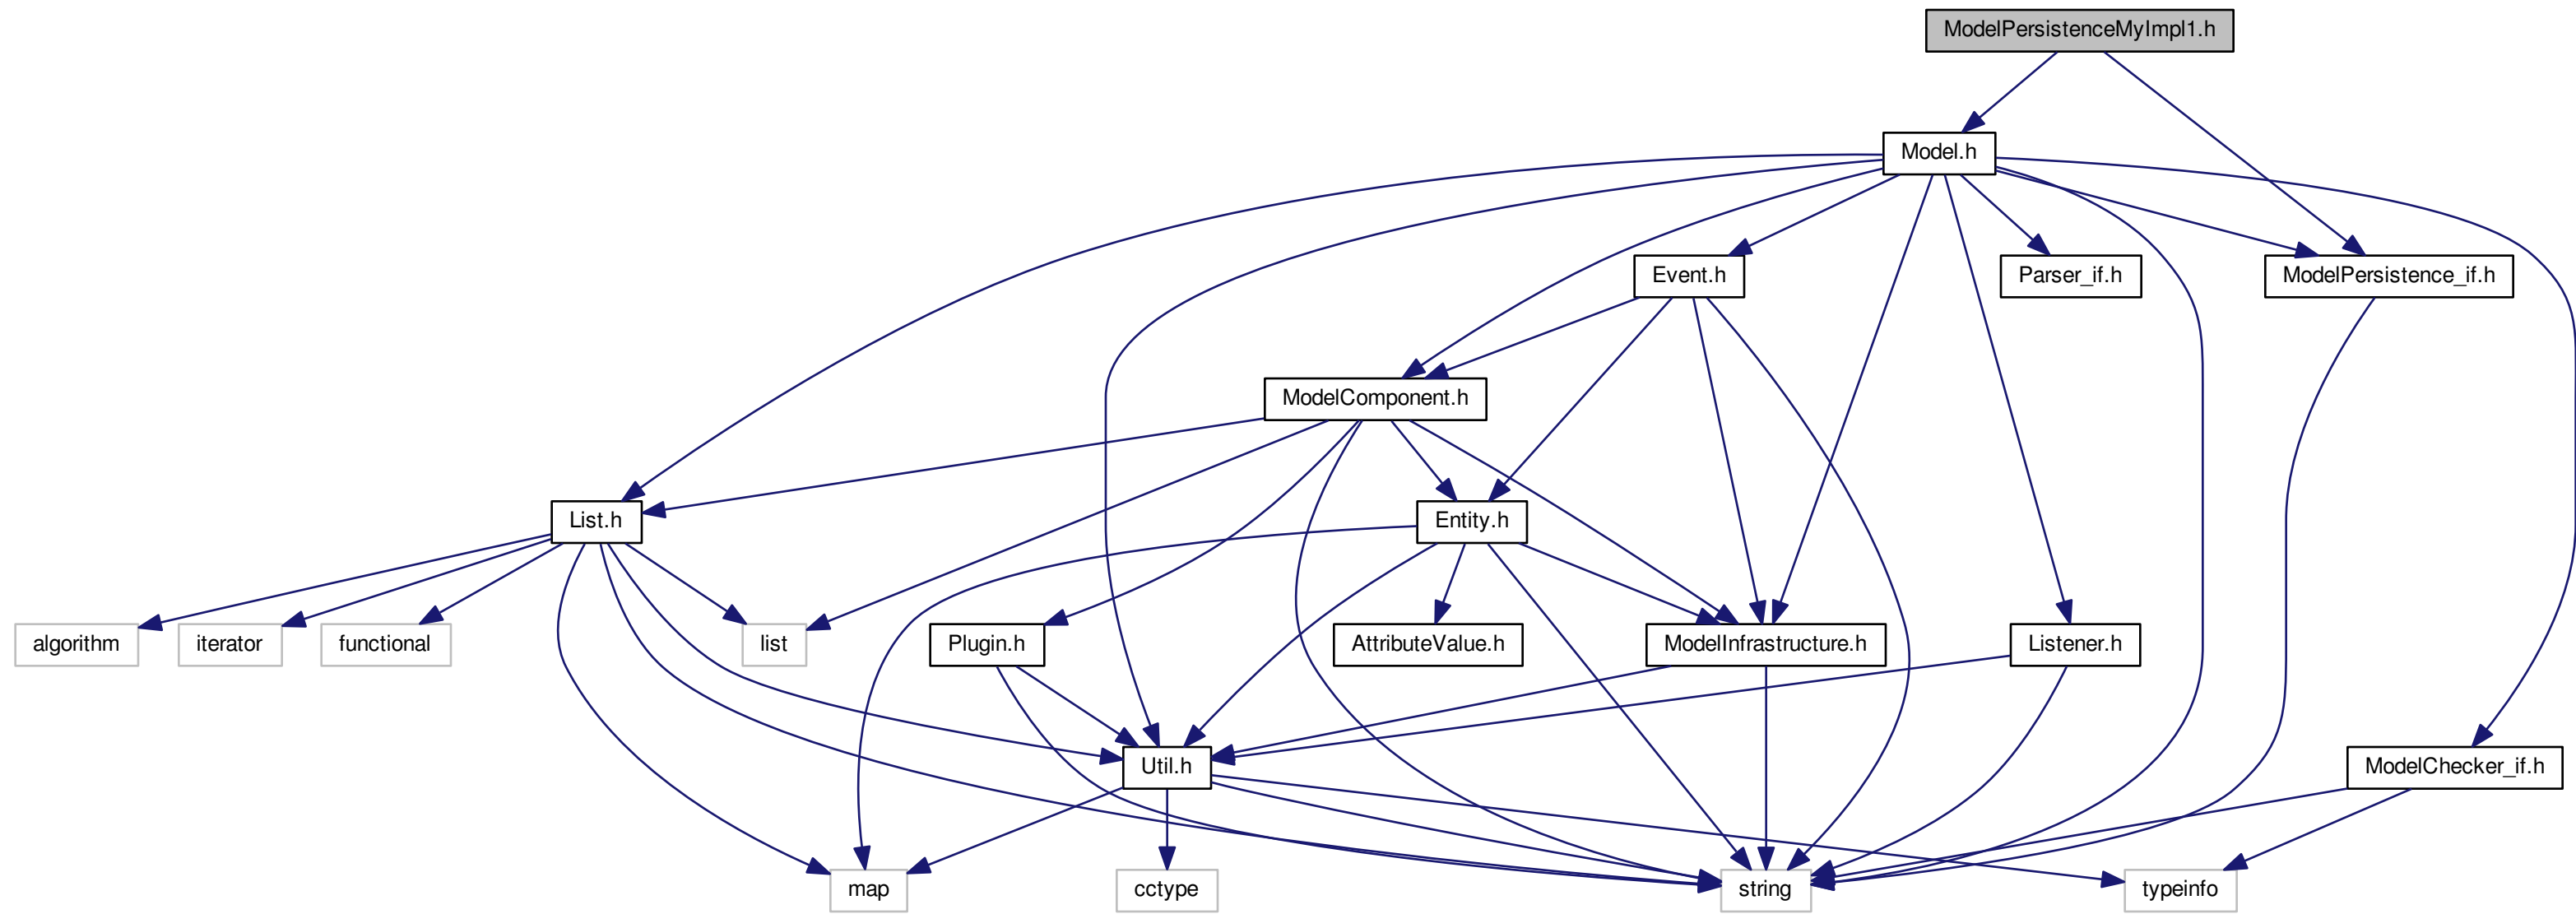 ModelPersistenceMyImpl1.h
Model.h
Event.h
Parser_if.h
ModelPersistence_if.h
ModelComponent.h
List.h
Entity.h
algorithm
iterator
functional
list
Plugin.h
AttributeValue.h
ModelInfrastructure.h
Listener.h
Util.h
ModelChecker_if.h
map
cctype
string
typeinfo